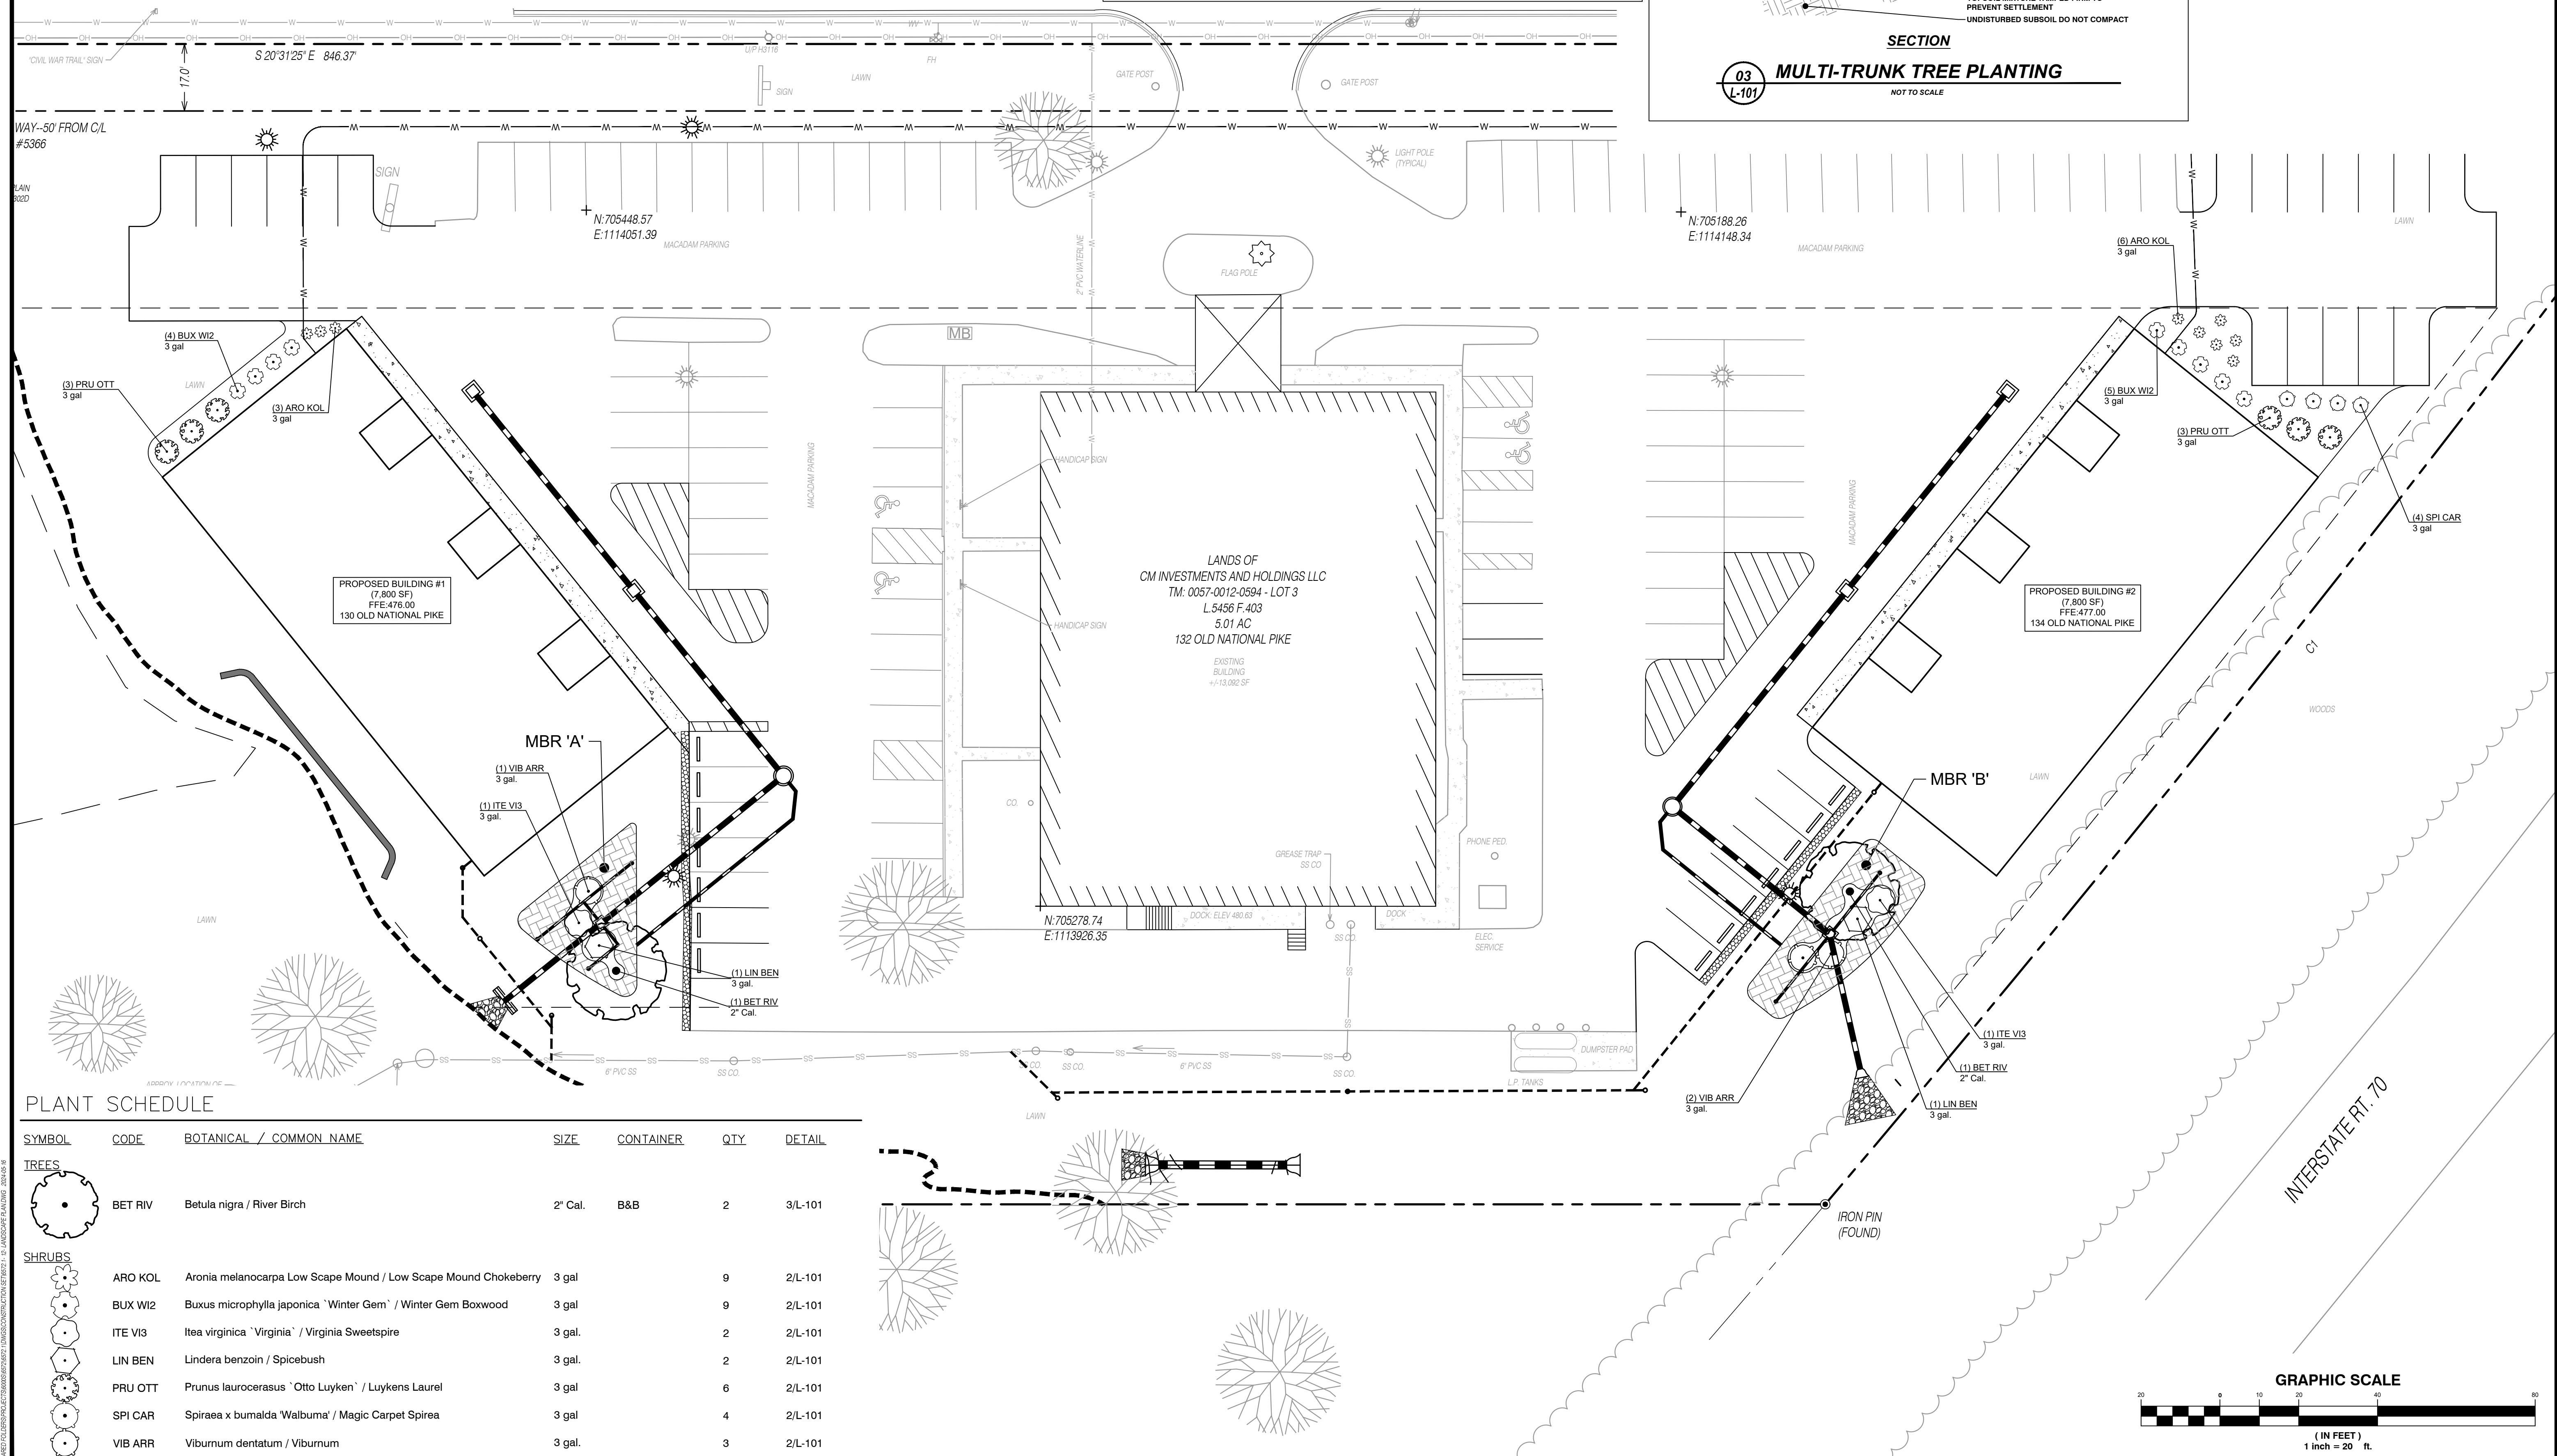 PREVENT SETTLEMENT
UNDISTURBED SUBSOIL DO NOT COMPACT
SECTION
03
L-101
MULTI-TRUNK TREE PLANTING
NOT TO SCALE
"CIVIL WAR TRAIL" SIGN
17.0'
S 20°31'25" E 846.37'
U/P H3116
SIGN
LAWN
FH
GATE POST
GATE POST
WAY--50' FROM C/L
#5366
LAIN
302D
SIGN
LIGHT POLE
(TYPICAL)
N:705448.57
E:1114051.39
MACADAM PARKING
2" PVC WATERLINE
FLAG POLE
N:705188.26
E:1114148.34
MACADAM PARKING
LAWN
(6) ARO KOL
3 gal
(4) BUX WI2
3 gal
LAWN
(3) PRU OTT
3 gal
(3) ARO KOL
3 gal
MB
(5) BUX WI2
3 gal
(3) PRU OTT
3 gal
(4) SPI CAR
3 gal
MACADAM PARKING
HANDICAP SIGN
HANDICAP SIGN
MACADAM PARKING
PROPOSED BUILDING #1
(7,800 SF)
FFE:476.00
130 OLD NATIONAL PIKE
LANDS OF
CM INVESTMENTS AND HOLDINGS LLC
TM: 0057-0012-0594 - LOT 3
L.5456 F.403
5.01 AC
132 OLD NATIONAL PIKE
EXISTING
BUILDING
+/-13,092 SF
PROPOSED BUILDING #2
(7,800 SF)
FFE:477.00
134 OLD NATIONAL PIKE
C1
WOODS
MBR 'A'
(1) VIB ARR
3 gal.
(1) ITE VI3
3 gal.
MBR 'B'
LAWN
CO.
GREASE TRAP
SS CO
PHONE PED.
LAWN
N:705278.74
E:1113926.35
DOCK: ELEV 480.63
SS CO.
DOCK
ELEC.
SERVICE
(1) LIN BEN
3 gal.
(1) BET RIV
2" Cal.
6" PVC SS
SS CO.
SS CO.
SS CO.
6" PVC SS
SS CO.
L.P. TANKS
DUMPSTER PAD
(2) VIB ARR
3 gal.
(1) ITE VI3
3 gal.
(1) BET RIV
2" Cal.
(1) LIN BEN
3 gal.
LAWN
APPROX. LOCATION OF
IRON PIN
(FOUND)
INTERSTATE RT. 70
PLANT SCHEDULE
SYMBOL CODE BOTANICAL / COMMON NAME SIZE CONTAINER QTY DETAIL
TREES
BET RIV Betula nigra / River Birch 2" Cal. B&B 2 3/L-101
SHRUBS
ARO KOL Aronia melanocarpa Low Scape Mound / Low Scape Mound Chokeberry 3 gal 9 2/L-101
BUX WI2 Buxus microphylla japonica `Winter Gem` / Winter Gem Boxwood 3 gal 9 2/L-101
ITE VI3 Itea virginica `Virginia` / Virginia Sweetspire 3 gal. 2 2/L-101
LIN BEN Lindera benzoin / Spicebush 3 gal. 2 2/L-101
PRU OTT Prunus laurocerasus `Otto Luyken` / Luykens Laurel 3 gal 6 2/L-101
SPI CAR Spiraea x bumalda 'Walbuma' / Magic Carpet Spirea 3 gal 4 2/L-101
VIB ARR Viburnum dentatum / Viburnum 3 gal. 3 2/L-101
GRAPHIC SCALE
20 0 10 20 40 80
( IN FEET )
1 inch = 20 ft.